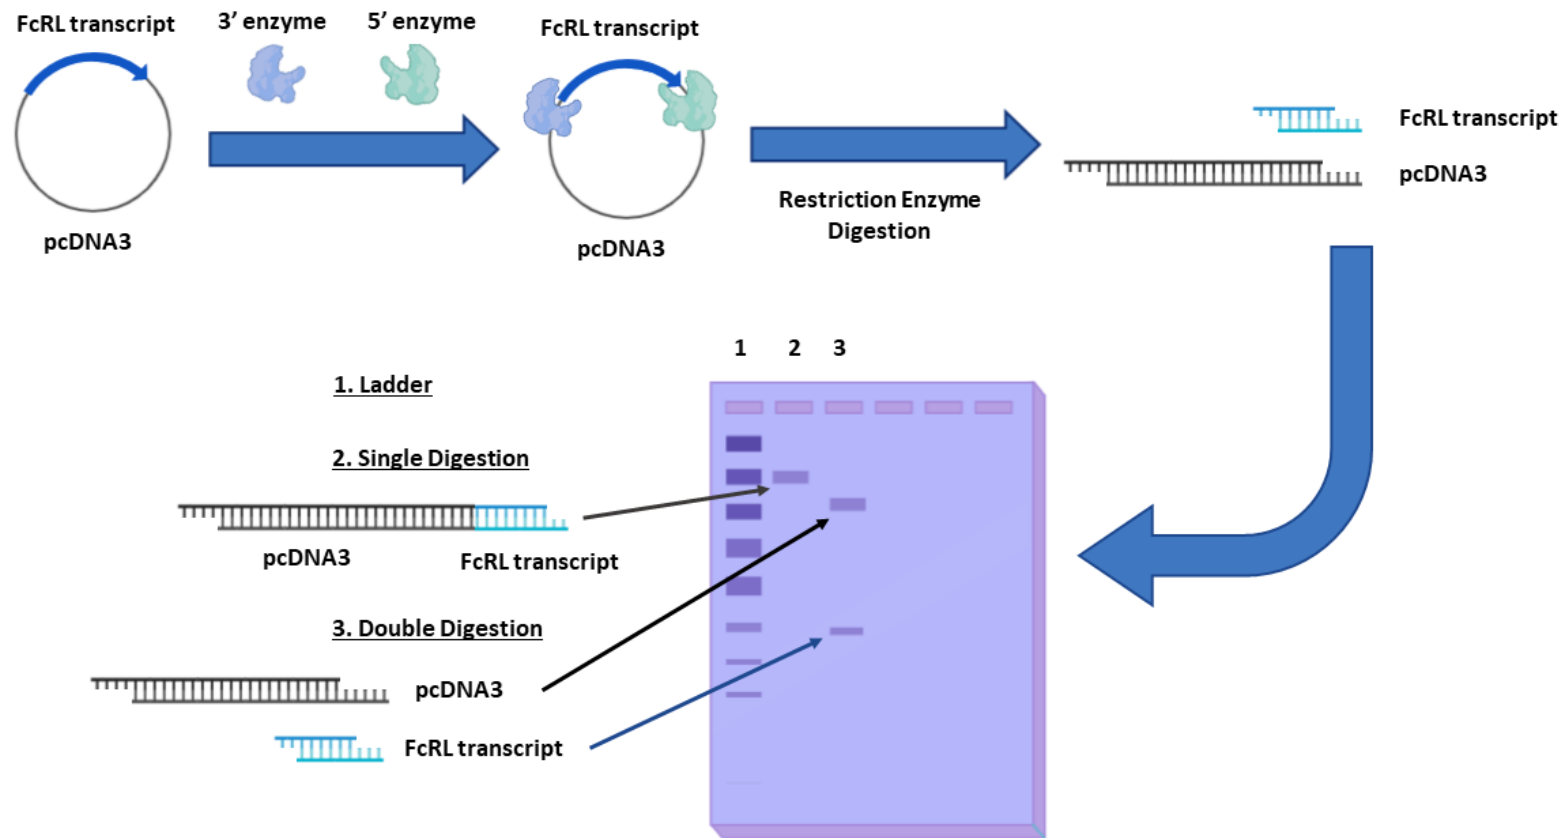 FcRL transcript
3’ enzyme
5’ enzyme
FcRL transcript
pcDNA3
pcDNA3
Restriction Enzyme
Digestion
FcRL transcript
pcDNA3
1 2 3
1. Ladder
2. Single Digestion
pcDNA3
FcRL transcript
3. Double Digestion
pcDNA3
FcRL transcript